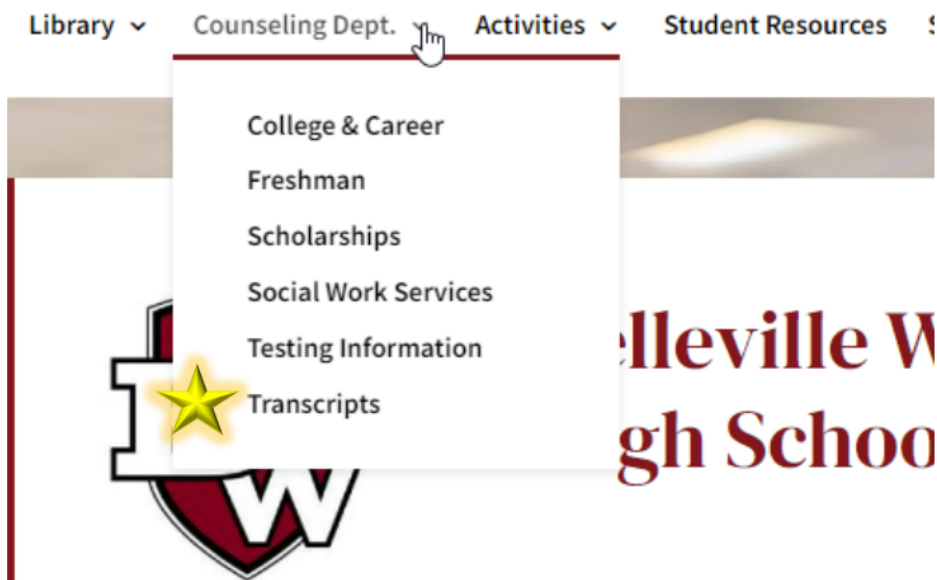 Library Counseling Dept. Activities Student Resources
College & Career
Freshman
Scholarships
Social Work Services
Testing Information
Transcripts
elleville W
gh Schoo
W